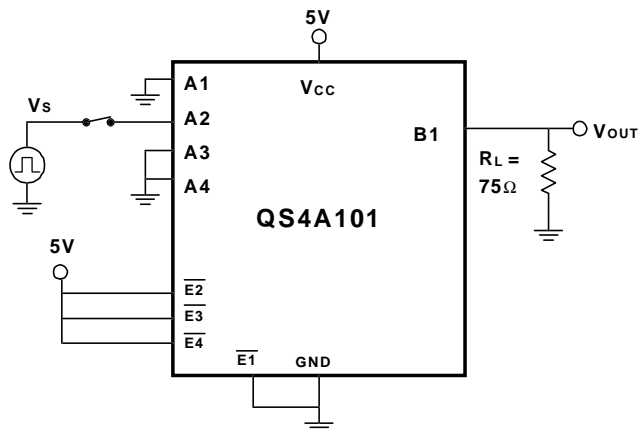 5V
VCC
A1
VS
A2
B1
VOUT
A3
RL =
75Ω
A4
QS4A101
5V
E2
E3
E4
E1
GND